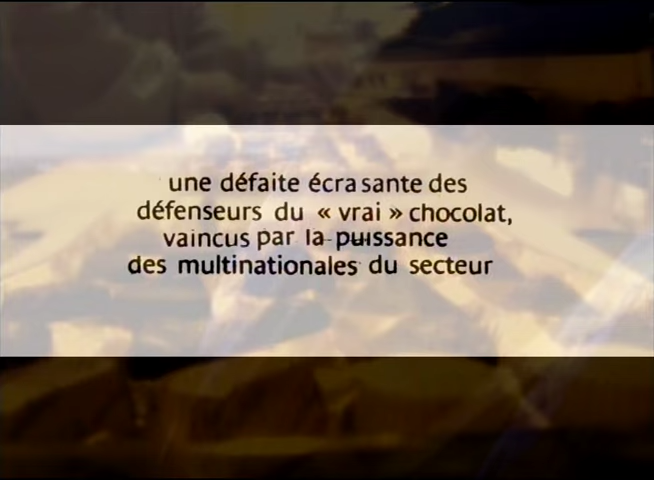 une défaite écrasante des
défenseurs du « vrai » chocolat,
vaincus par la puissance
des multinationales du secteur